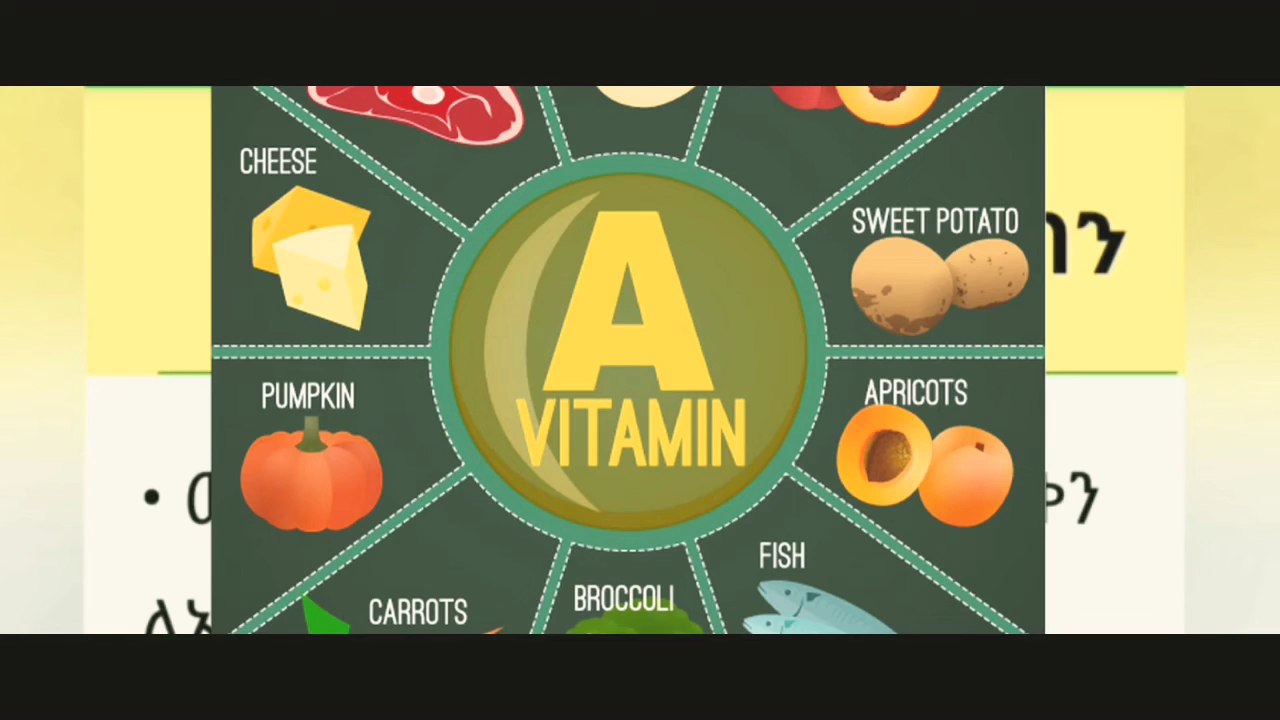 CHEESE
SWEET POTATO
A
VITAMIN
PUMPKIN
APRICOTS
FISH
BROCCOLI
CARROTS